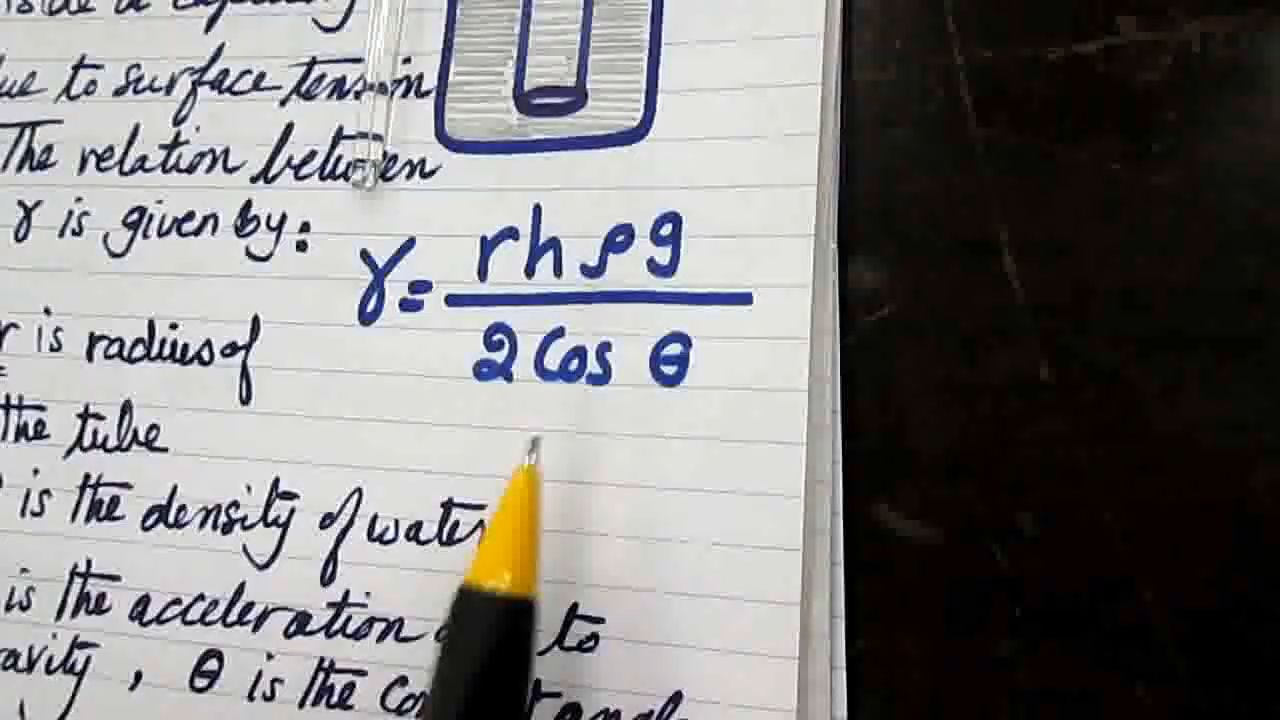 due to surface tension
The relation between
γ is given by:
γ = rhρg / 2 Cos θ
r is radius of
the tube
is the density of water
is the acceleration to
θ is the